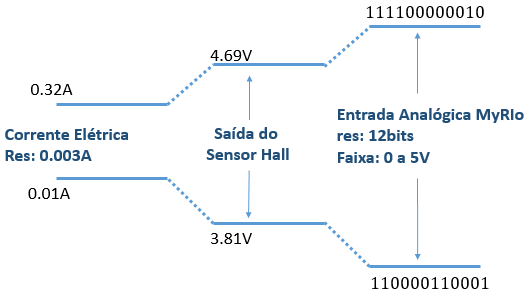 111100000010
4.69V
0.32A
Entrada Analógica MyRIo
res: 12bits
Faixa: 0 a 5V
Corrente Elétrica
Res: 0.003A
Saída do
Sensor Hall
0.01A
3.81V
110000110001